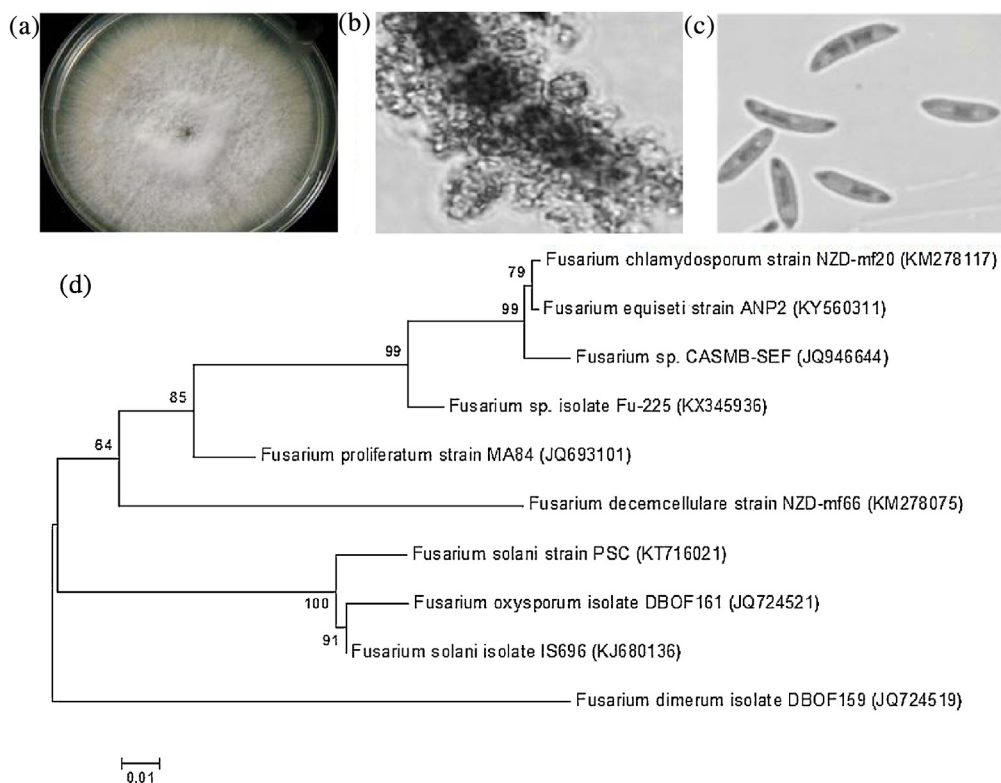 (a)
(b)
(c)
(d)
Fusarium chlamydosporum strain NZD-mf20 (KM278117)
79
Fusarium equiseti strain ANP2 (KY560311)
99
Fusarium sp. CASMB-SEF (JQ946644)
99
Fusarium sp. isolate Fu-225 (KX345936)
85
Fusarium proliferatum strain MA84 (JQ693101)
64
Fusarium decemcellulare strain NZD-mf66 (KM278075)
Fusarium solani strain PSC (KT716021)
100
Fusarium oxysporum isolate DBOF161 (JQ724521)
91
Fusarium solani isolate IS696 (KJ680136)
Fusarium dimerum isolate DBOF159 (JQ724519)
0.01